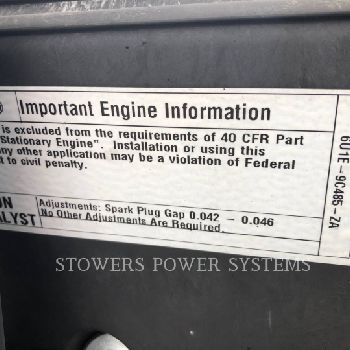 ® Important Engine Information
is excluded from the requirements of 40 CFR Part
Stationary Engine". Installation or using this
any other application may be a violation of Federal
t to civil penalty.
ON
ALYST
Adjustments: Spark Plug Gap 0.042 - 0.046
No Other Adjustments Are Required.
6U1E-9C485-ZA
STOWERS POWER SYSTEMS